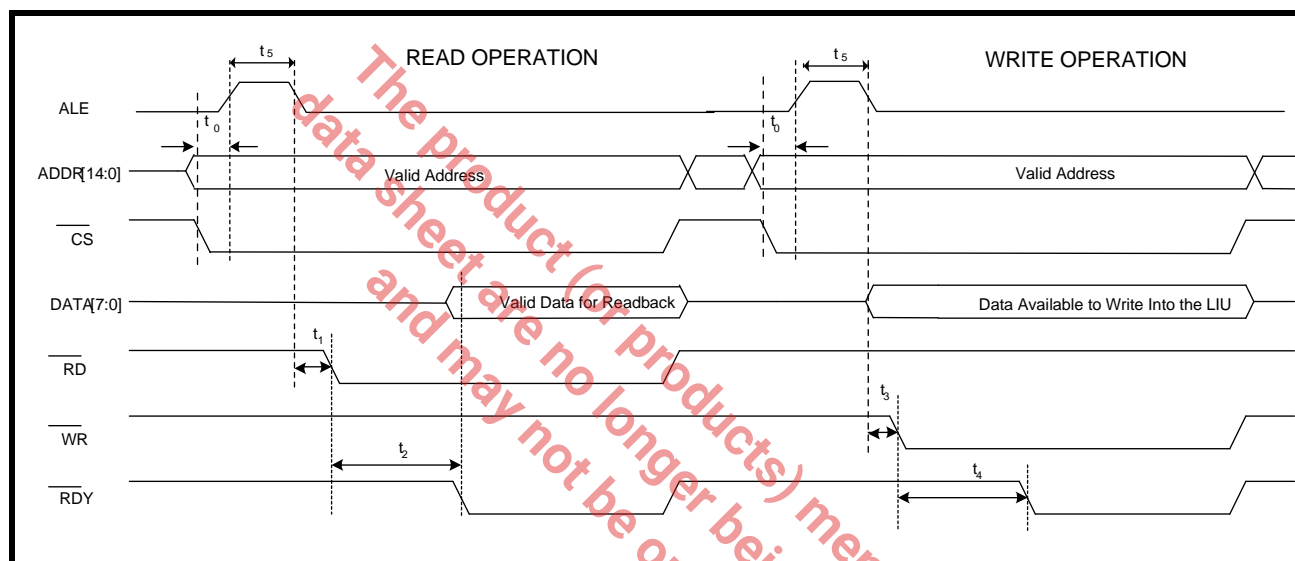 READ OPERATION
WRITE OPERATION
t5
t5
ALE
t0
t0
ADDR[14:0]
Valid Address
Valid Address
CS
DATA[7:0]
Valid Data for Readback
Data Available to Write Into the LIU
t1
RD
t3
WR
t2
t4
RDY
The product (or products)
data sheet are no longer
and may not be